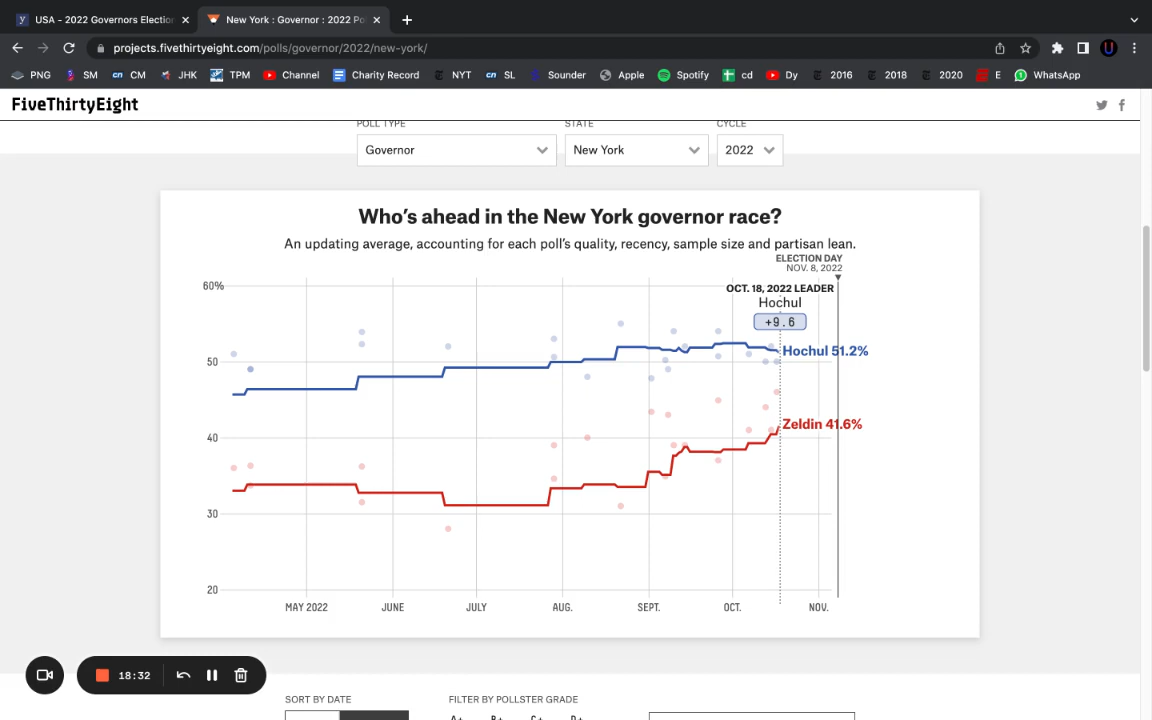 USA - 2022 Governors Electio
New York : Governor : 2022 Po
projects.fivethirtyeight.com/polls/governor/2022/new-york/
PNG SM CM JHK TPM Channel Charity Record NYT SL Sounder Apple Spotify cd Dy 2016 2018 2020 E WhatsApp
FiveThirtyEight
POLL TYPE STATE CYCLE
Governor New York 2022
Who's ahead in the New York governor race?
An updating average, accounting for each poll's quality, recency, sample size and partisan lean.
ELECTION DAY
NOV. 8, 2022
OCT. 18, 2022 LEADER
Hochul
+9.6
60%
50
40
30
20
Hochul 51.2%
Zeldin 41.6%
MAY 2022 JUNE JULY AUG. SEPT. OCT. NOV.
18:32
SORT BY DATE FILTER BY POLLSTER GRADE